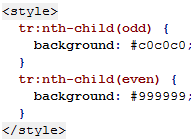 <style>
  tr:nth-child(odd) {
    background: #c0c0c0;
  }
  tr:nth-child(even) {
    background: #999999;
  }
</style>